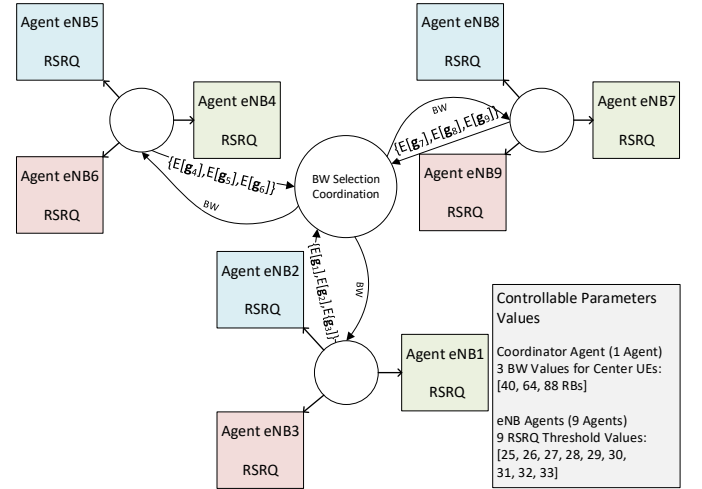 Agent eNB5
RSRQ
Agent eNB4
RSRQ
Agent eNB6
RSRQ
{E[g₄],E[g₅],E[g₆]}
BW
BW Selection
Coordination
Agent eNB8
RSRQ
Agent eNB7
RSRQ
Agent eNB9
RSRQ
BW
{E[g₇],E[g₈],E[g₉]}
Agent eNB2
RSRQ
{E[g₁],E[g₂],E{g₃]}
BW
Agent eNB1
RSRQ
Agent eNB3
RSRQ
Controllable Parameters
Values
Coordinator Agent (1 Agent)
3 BW Values for Center UEs:
[40, 64, 88 RBs]
eNB Agents (9 Agents)
9 RSRQ Threshold Values:
[25, 26, 27, 28, 29, 30,
31, 32, 33]